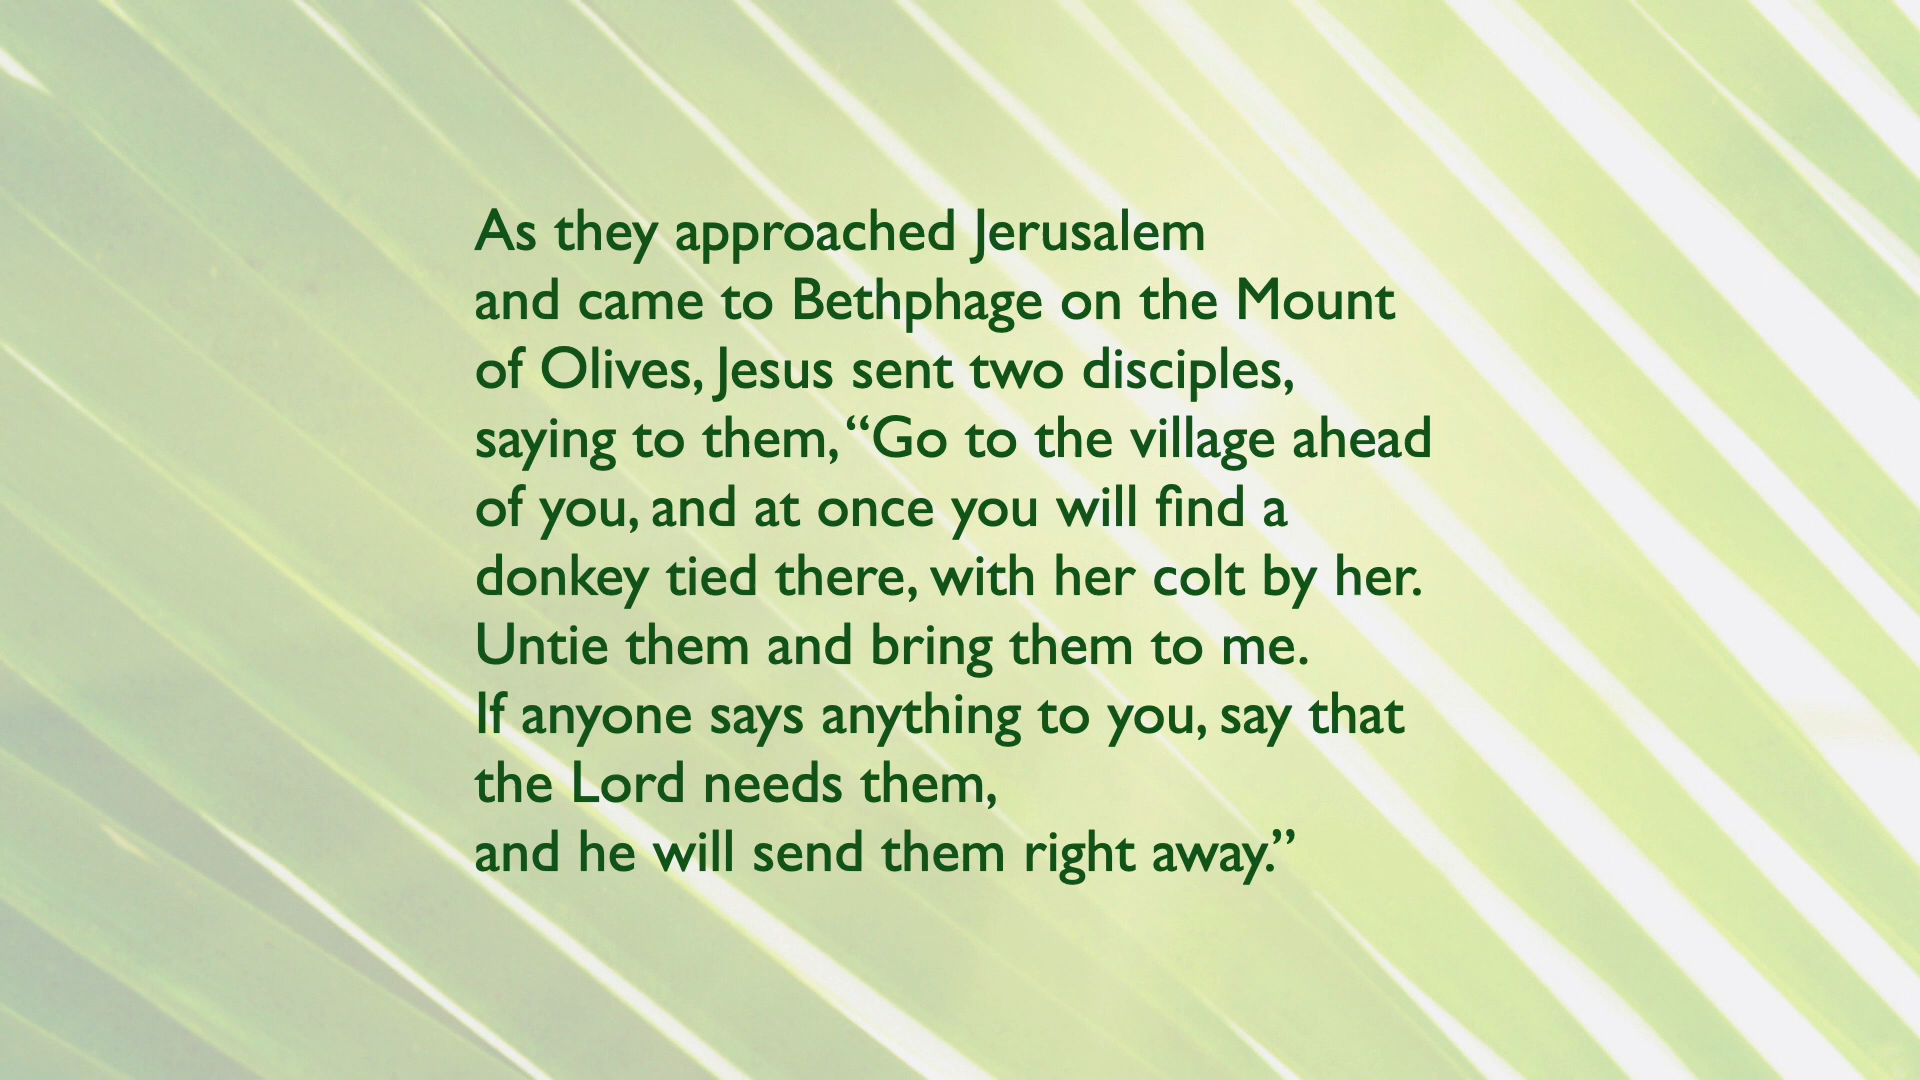 As they approached Jerusalem
and came to Bethphage on the Mount
of Olives, Jesus sent two disciples,
saying to them, “Go to the village ahead
of you, and at once you will find a
donkey tied there, with her colt by her.
Untie them and bring them to me.
If anyone says anything to you, say that
the Lord needs them,
and he will send them right away.”